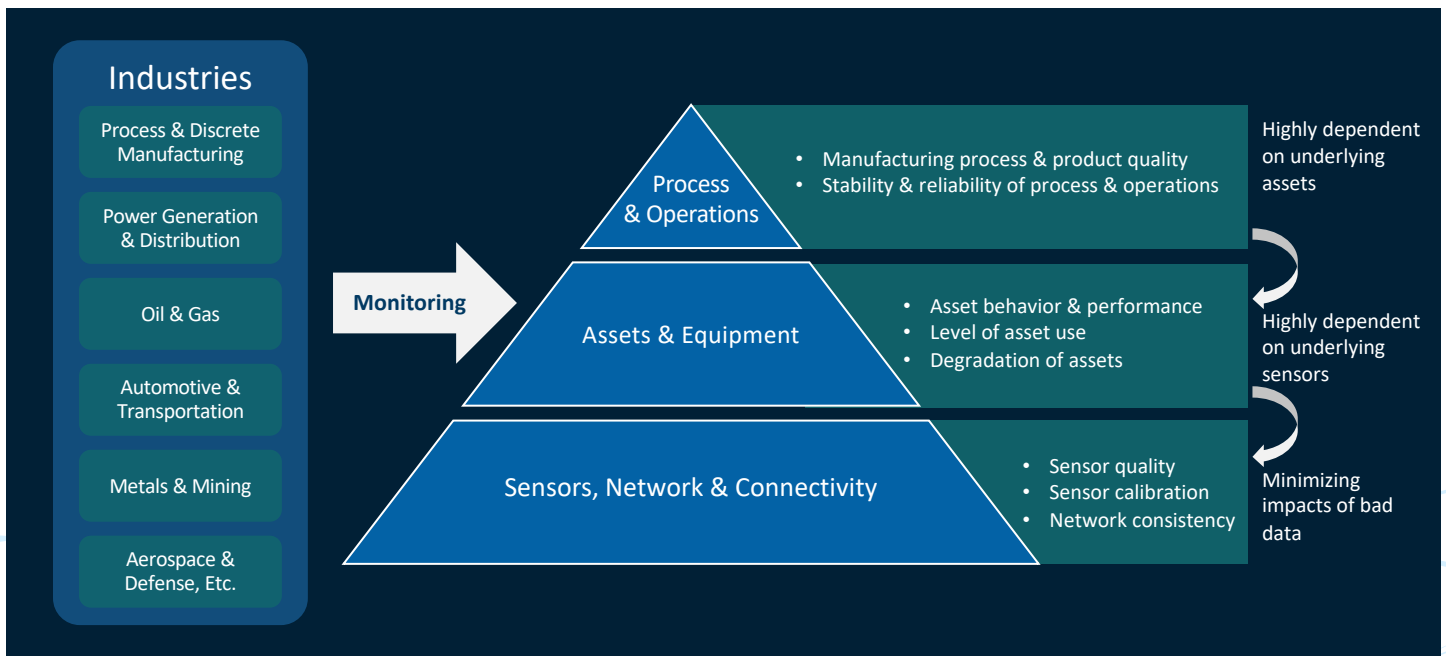 Industries
Process & Discrete
Manufacturing
Power Generation
& Distribution
Oil & Gas
Automotive &
Transportation
Metals & Mining
Aerospace &
Defense, Etc.
Monitoring
Process
& Operations
• Manufacturing process & product quality
• Stability & reliability of process & operations
Highly dependent
on underlying
assets
Assets & Equipment
• Asset behavior & performance
• Level of asset use
• Degradation of assets
Highly dependent
on underlying
sensors
Sensors, Network & Connectivity
• Sensor quality
• Sensor calibration
• Network consistency
Minimizing
impacts of bad
data